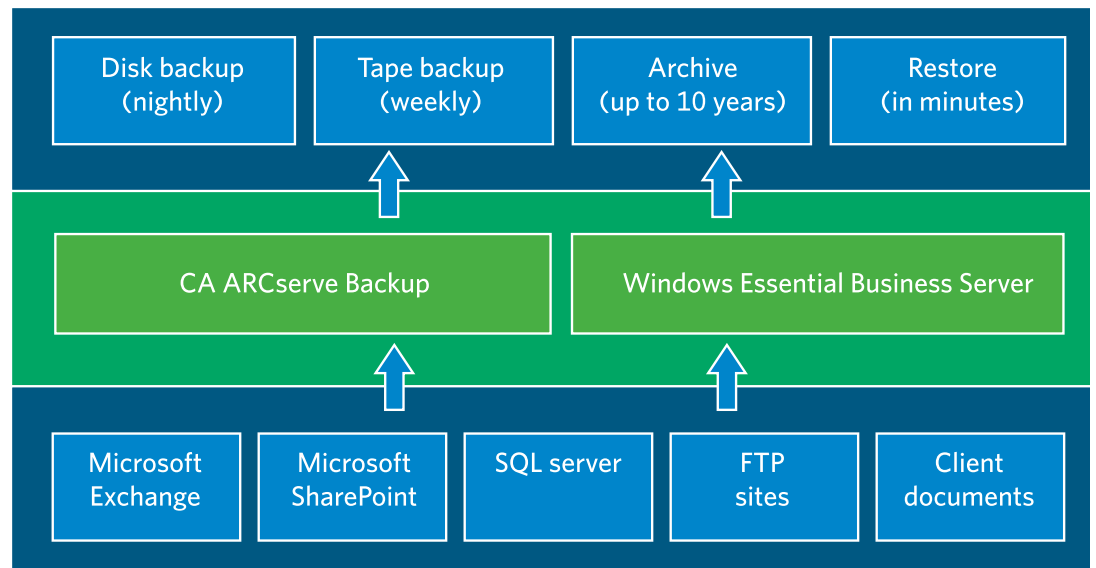 Disk backup
(nightly)
Tape backup
(weekly)
Archive
(up to 10 years)
Restore
(in minutes)
CA ARCserve Backup
Windows Essential Business Server
Microsoft
Exchange
Microsoft
SharePoint
SQL server
FTP
sites
Client
documents